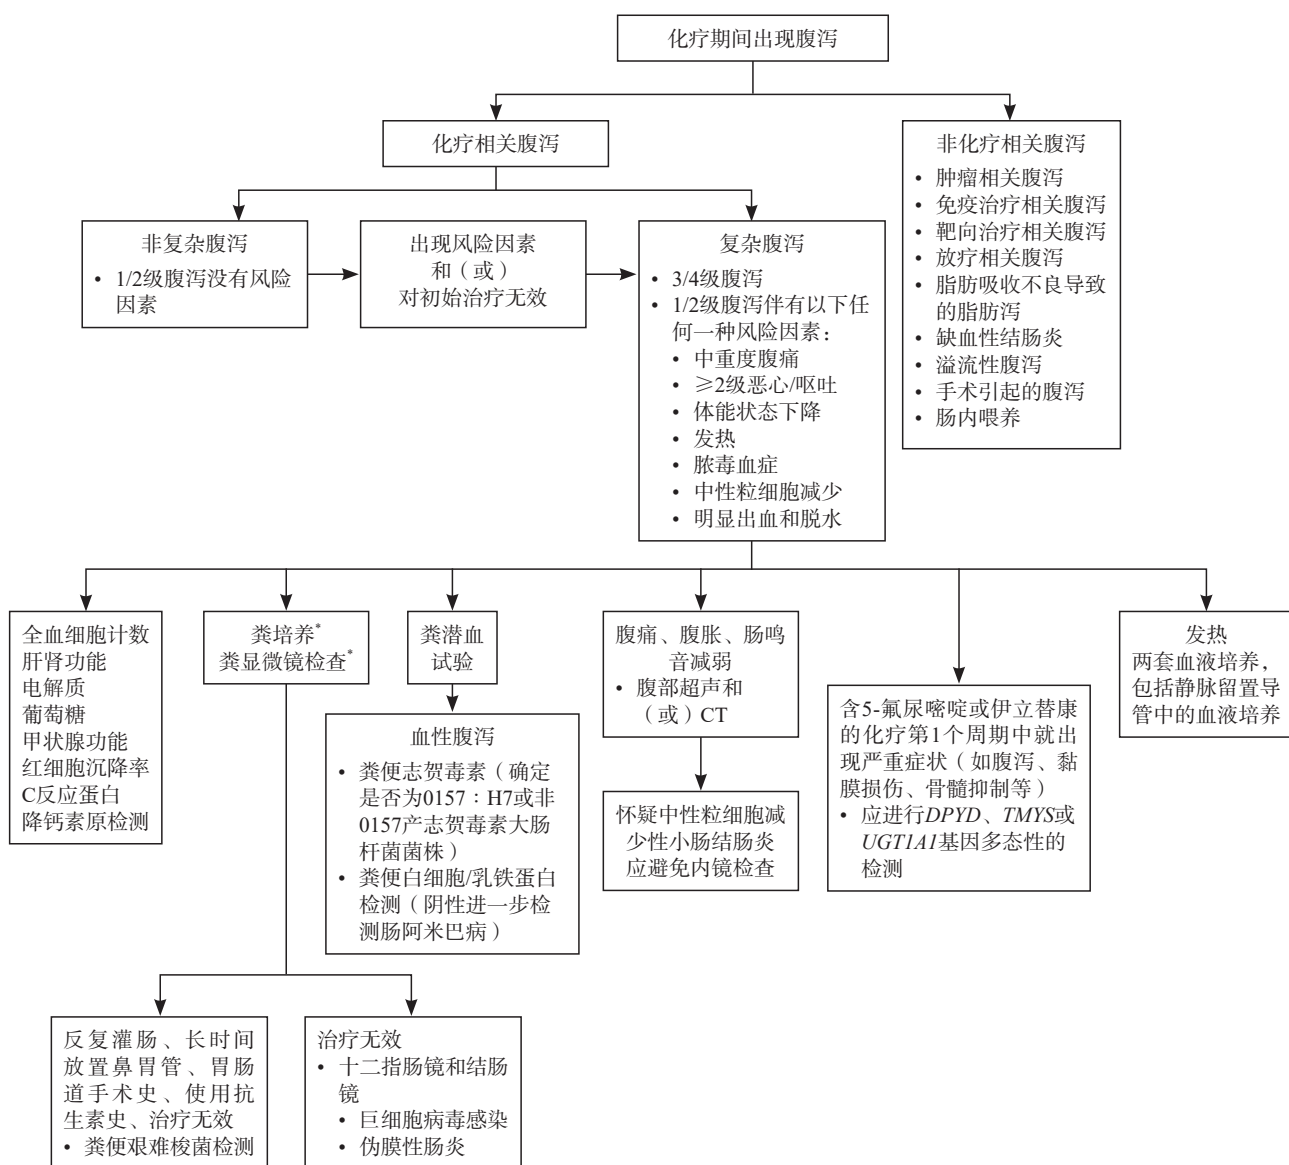 化疗期间出现腹泻
化疗相关腹泻
非化疗相关腹泻
• 肿瘤相关腹泻
• 免疫治疗相关腹泻
• 靶向治疗相关腹泻
• 放疗相关腹泻
• 脂肪吸收不良导致
的脂肪泻
• 缺血性结肠炎
• 溢流性腹泻
• 手术引起的腹泻
• 肠内喂养
非复杂腹泻
• 1/2级腹泻没有风险
因素
出现风险因素
和（或）
对初始治疗无效
复杂腹泻
• 3/4级腹泻
• 1/2级腹泻伴有以下任
何一种风险因素：
• 中重度腹痛
• ≥2级恶心/呕吐
• 体能状态下降
• 发热
• 脓毒血症
• 中性粒细胞减少
• 明显出血和脱水
全血细胞计数
肝肾功能
电解质
葡萄糖
甲状腺功能
红细胞沉降率
C反应蛋白
降钙素原检测
粪培养*
粪显微镜检查*
粪潜血
试验
腹痛、腹胀、肠鸣
音减弱
• 腹部超声和
（或）CT
含5-氟尿嘧啶或伊立替康
的化疗第1个周期中就出
现严重症状（如腹泻、黏
膜损伤、骨髓抑制等）
• 应进行DPYD、TMYS或
UGT1A1基因多态性的
检测
发热
两套血液培养，
包括静脉留置导
管中的血液培养
血性腹泻
• 粪便志贺毒素（确定
是否为0157：H7或非
0157产志贺毒素大肠
杆菌菌株）
• 粪便白细胞/乳铁蛋白
检测（阴性进一步检
测肠阿米巴病）
怀疑中性粒细胞减
少性小肠结肠炎
应避免内镜检查
反复灌肠、长时间
放置鼻胃管、胃肠
道手术史、使用抗
生素史、治疗无效
• 粪便艰难梭菌检测
治疗无效
• 十二指肠镜和结肠
镜
• 巨细胞病毒感染
• 伪膜性肠炎